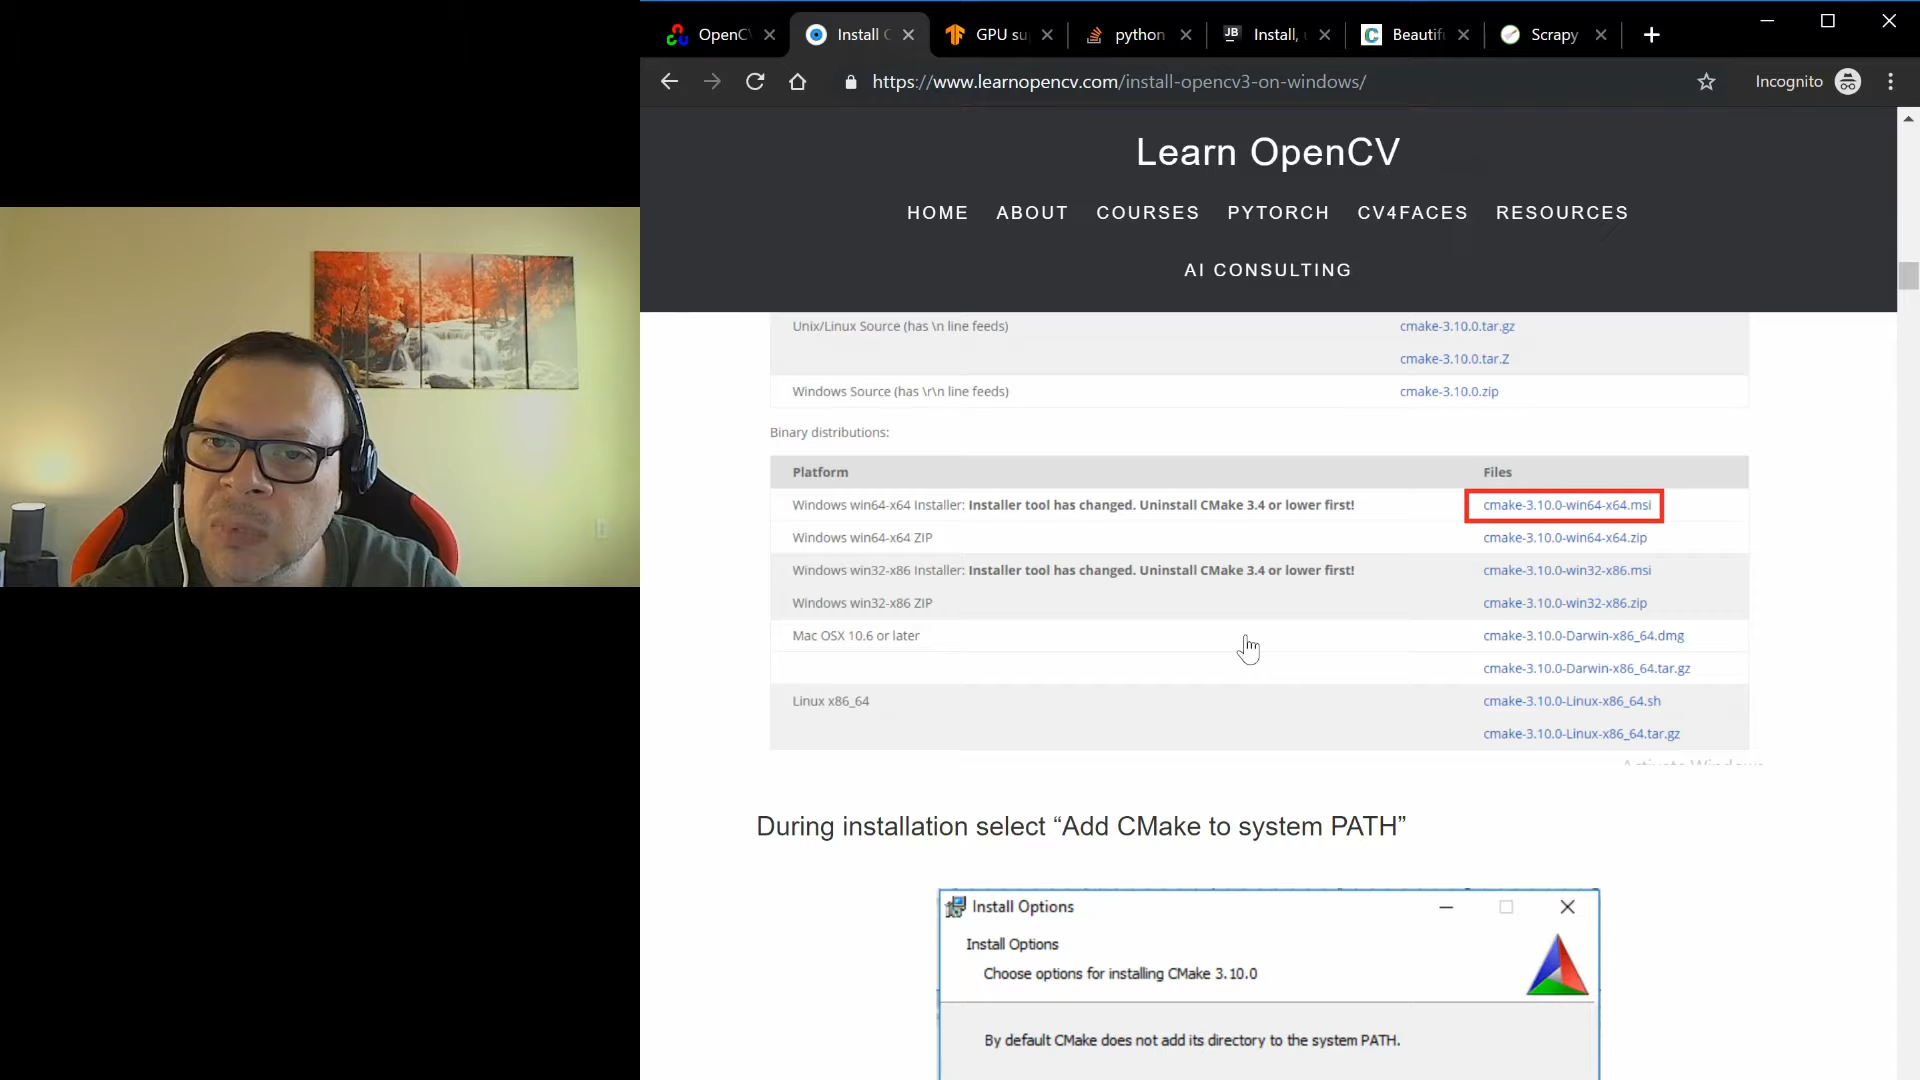 OpenC
Install C
GPU su
python
JB
Install,
Beautif
Scrapy
https://www.learnopencv.com/install-opencv3-on-windows/
Incognito
Learn OpenCV
HOME ABOUT COURSES PYTORCH CV4FACES RESOURCES
AI CONSULTING
Unix/Linux Source (has \n line feeds) cmake-3.10.0.tar.gz
cmake-3.10.0.tar.Z
Windows Source (has \r\n line feeds) cmake-3.10.0.zip
Binary distributions:
Platform Files
Windows win64-x64 Installer: Installer tool has changed. Uninstall CMake 3.4 or lower first! cmake-3.10.0-win64-x64.msi
Windows win64-x64 ZIP cmake-3.10.0-win64-x64.zip
Windows win32-x86 Installer: Installer tool has changed. Uninstall CMake 3.4 or lower first! cmake-3.10.0-win32-x86.msi
Windows win32-x86 ZIP cmake-3.10.0-win32-x86.zip
Mac OSX 10.6 or later cmake-3.10.0-Darwin-x86_64.dmg
cmake-3.10.0-Darwin-x86_64.tar.gz
Linux x86_64 cmake-3.10.0-Linux-x86_64.sh
cmake-3.10.0-Linux-x86_64.tar.gz
Activate Windows
During installation select “Add CMake to system PATH”
Install Options
Install Options
Choose options for installing CMake 3.10.0
By default CMake does not add its directory to the system PATH.